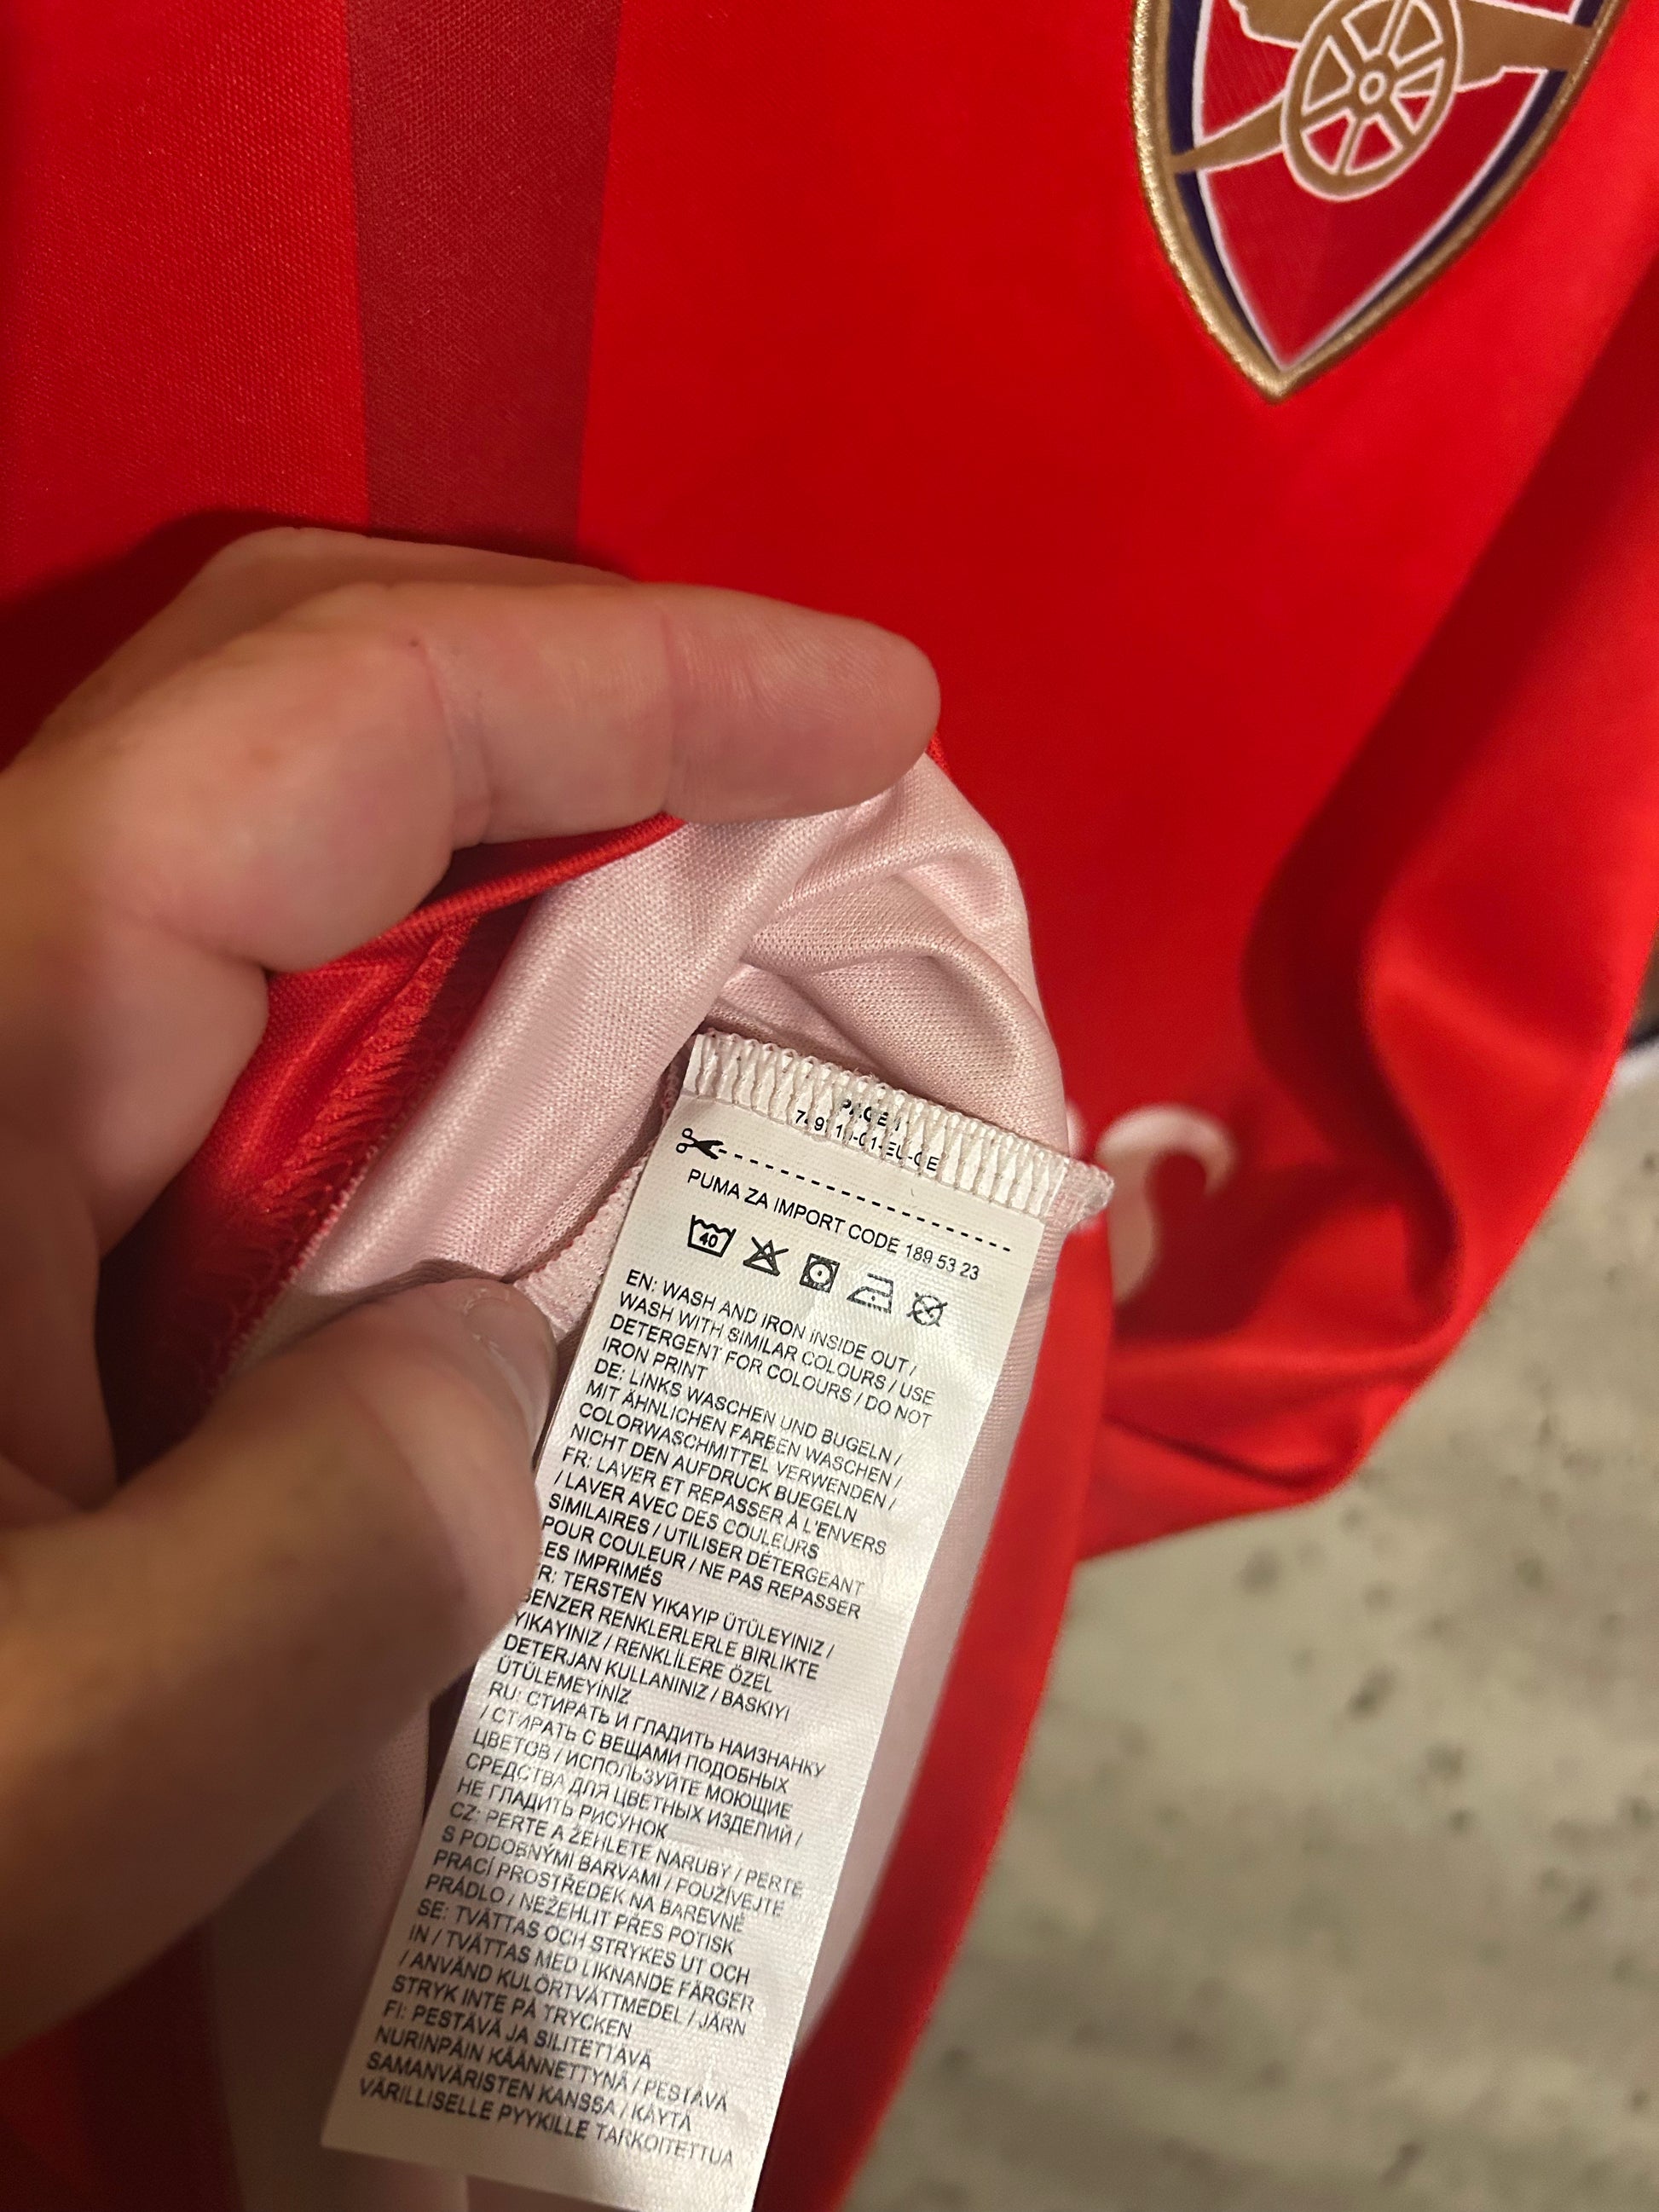 PAGE 1
PUMA ZA IMPORT CODE 189 53 23
40
EN: WASH AND IRON INSIDE OUT /
WASH WITH SIMILAR COLOURS / USE
DETERGENT FOR COLOURS / DO NOT
IRON PRINT
DE: LINKS WASCHEN UND BUGELN /
MIT ÄHNLICHEN FARBEN WASCHEN /
COLORWASCHMITTEL VERWENDEN /
NICHT DEN AUFDRUCK BUEGELN
FR: LAVER ET REPASSER À L'ENVERS
/ LAVER AVEC DES COULEURS
SIMILAIRES / UTILISER DÉTERGEANT
POUR COULEUR / NE PAS REPASSER
ES IMPRIMÉS
R: TERSTEN YIKAYIP ÜTÜLEYINIZ /
BENZER RENKLERLERLE BIRLIKTE
YIKAYINIZ / RENKLİLERE ÖZEL
DETERJAN KULLANINIZ / BASKIYI
ÜTÜLEMEYİNİZ
RU: СТИРАТЬ И ГЛАДИТЬ НАИЗНАНКУ
/ СТИРАТЬ С ВЕЩАМИ ПОДОБНЫХ
ЦВЕТОВ / ИСПОЛЬЗУЙТЕ МОЮЩИЕ
СРЕДСТВА ДЛЯ ЦВЕТНЫХ ИЗДЕЛИЙ /
НЕ ГЛАДИТЬ РИСУНОК
CZ: PERTE A ŽEHLETE NARUBY / PERTE
S PODOBNÝMI BARVAMI / POUŽÍVEJTE
PRACÍ PROSTŘEDEK NA BAREVNÉ
PRÁDLO / NEŽEHLIT PŘES POTISK
SE: TVÄTTAS OCH STRYKES UT OCH
IN / TVÄTTAS MED LIKNANDE FÄRGER
/ ANVÄND KULÖRTVÄTTMEDEL / JÄRN
STRYK INTE PÅ TRYCKEN
FI: PESTÄVÄ JA SILITETTÄVÄ
NURINPÄIN KÄÄNNETTYNÄ / PESTÄVÄ
SAMANVÄRISTEN KANSSA / KÄYTÄ
VÄRILLISELLE PYYKILLE TARKOITETTUA